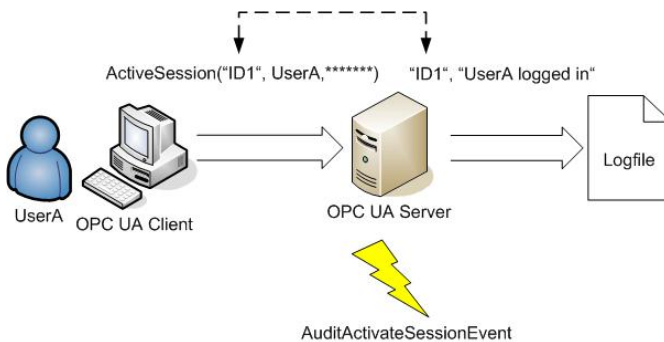 ActiveSession("ID1", UserA,*******)
"ID1", "UserA logged in"
Logfile
UserA
OPC UA Client
OPC UA Server
AuditActivateSessionEvent